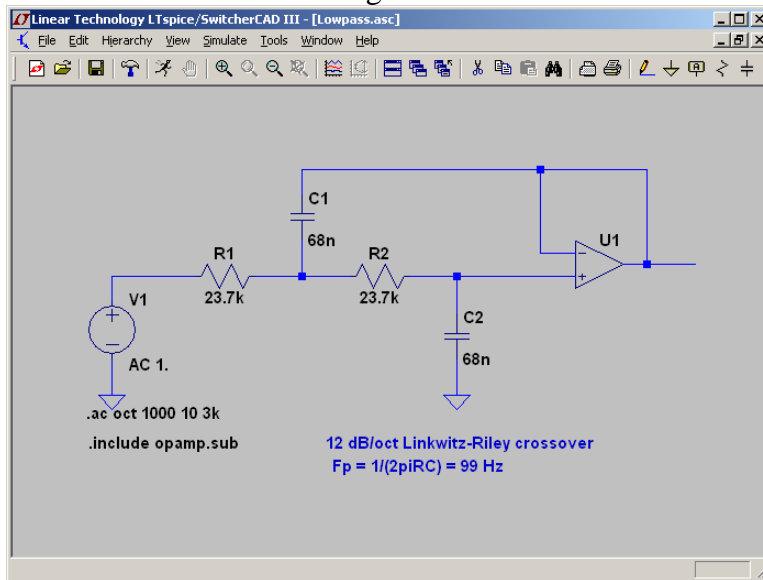 Linear Technology LTspice/SwitcherCAD III - [Lowpass.asc]
File Edit Hierarchy View Simulate Tools Window Help
C1
68n
R1
23.7k
R2
23.7k
U1
V1
AC 1.
C2
68n
.ac oct 1000 10 3k
.include opamp.sub
12 dB/oct Linkwitz-Riley crossover
Fp = 1/(2piRC) = 99 Hz